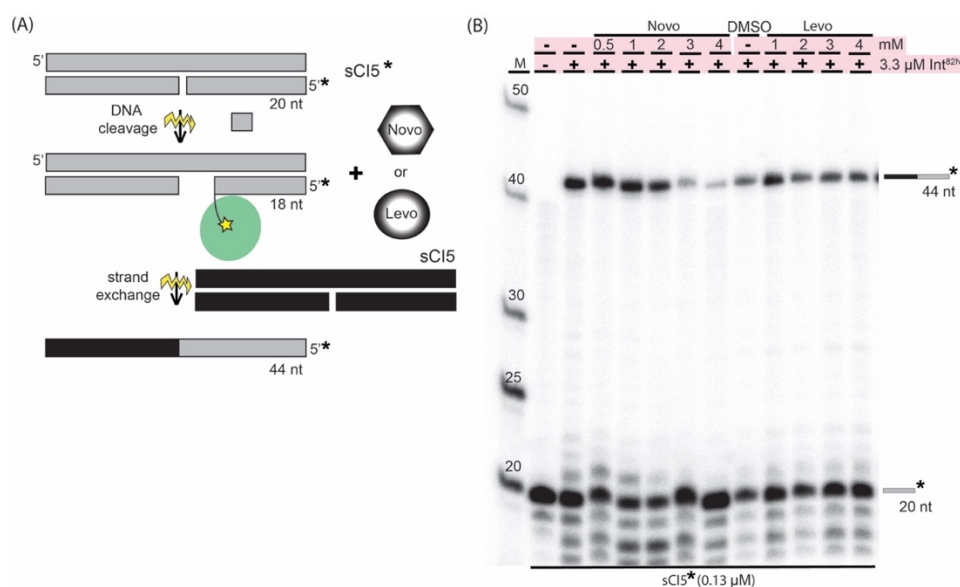 (A)
5'
sCI5*
5'*
20 nt
DNA
cleavage
Novo
5'
+
or
5'*
18 nt
Levo
sCI5
strand
exchange
5'*
44 nt
(B)
Novo DMSO Levo
- - 0.5 1 2 3 4 - 1 2 3 4 mM
M - + + + + + + + + + + + 3.3 µM Int82N
50
40
*
44 nt
30
25
20
*
20 nt
sCI5*(0.13 µM)